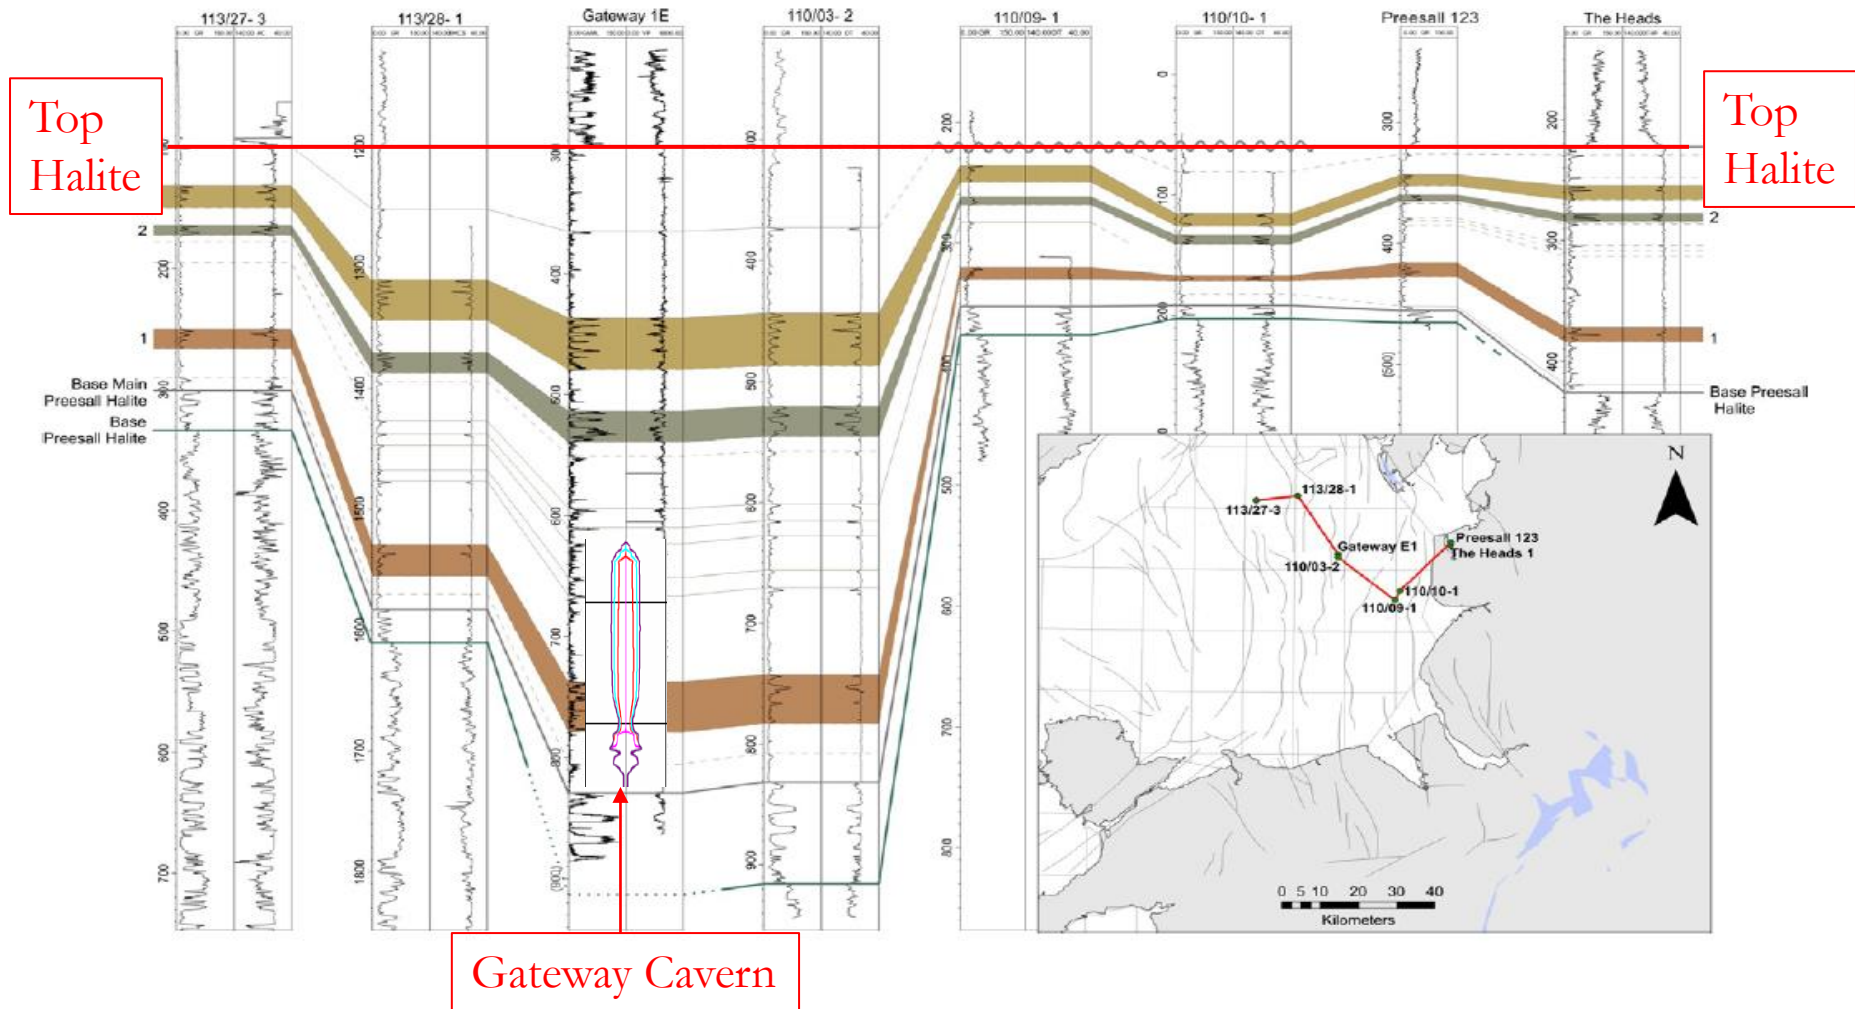 113/27- 3
113/28- 1
Gateway 1E
110/03- 2
110/09- 1
110/10- 1
Preesall 123
The Heads
Top
Halite
Top
Halite
2
1
Base Main
Preesall Halite
Base
Preesall Halite
2
1
Base Preesall
Halite
200
300
400
500
600
700
1200
1300
1400
1500
1600
1700
1800
300
400
500
600
700
800
(900)
400
500
600
700
800
900
200
300
500
600
700
800
0
100
200
300
400
(500)
200
300
400
N
113/28-1
113/27-3
Gateway E1
110/03-2
Preesall 123
The Heads 1
110/10-1
110/09-1
0 5 10 20 30 40
Kilometers
Gateway Cavern